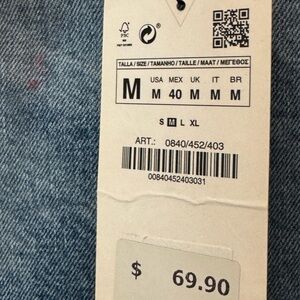 FSC
TALLA / SIZE / TAMANHO / TAILLE / MAAT / ΜΕΓΕΘΟΣ
USA MEX UK IT BR
M M 40 M M M
S M L XL
ART.: 0840/452/403
00840452403031
$ 69.90